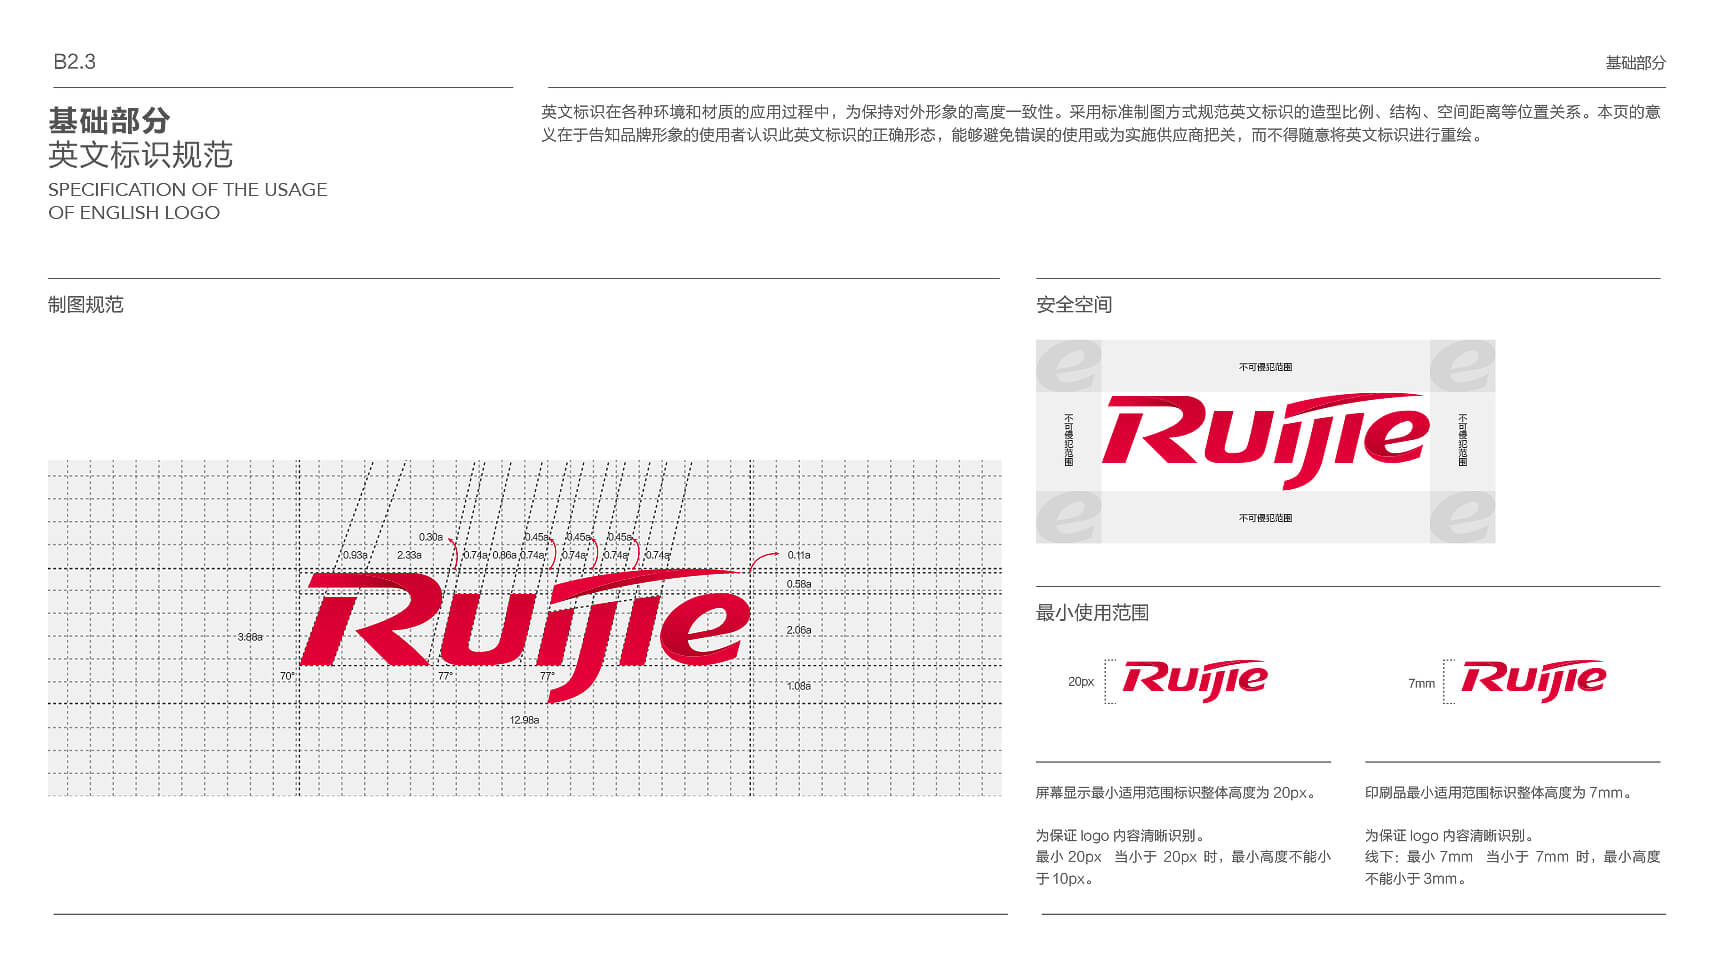 B2.3
基础部分
基础部分
英文标识规范
SPECIFICATION OF THE USAGE
OF ENGLISH LOGO
英文标识在各种环境和材质的应用过程中，为保持对外形象的高度一致性。采用标准制图方式规范英文标识的造型比例、结构、空间距离等位置关系。本页的意
义在于告知品牌形象的使用者认识此英文标识的正确形态，能够避免错误的使用或为实施供应商把关，而不得随意将英文标识进行重绘。
制图规范
0.30a
0.45a
0.45a
0.45a
0.93a
2.33a
0.74a
0.86a
0.74a
0.74a
0.74a
0.74a
0.11a
0.58a
Ruijie
3.88a
2.06a
70°
77°
77°
1.08a
12.98a
安全空间
e
不可侵犯范围
e
不可侵犯范围
Ruijie
不可侵犯范围
e
不可侵犯范围
e
最小使用范围
20px
Ruijie
7mm
Ruijie
屏幕显示最小适用范围标识整体高度为 20px。
为保证 logo 内容清晰识别。
最小 20px 当小于 20px 时，最小高度不能小
于10px。
印刷品最小适用范围标识整体高度为 7mm。
为保证 logo 内容清晰识别。
线下：最小 7mm 当小于 7mm 时，最小高度
不能小于3mm。